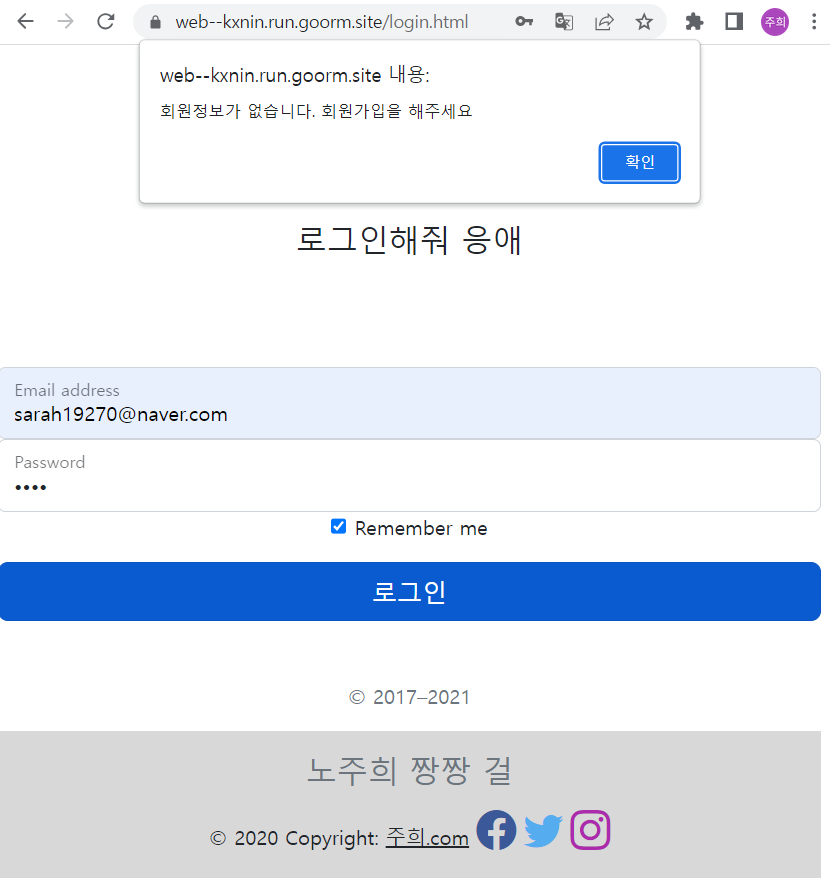 web--kxnin.run.goorm.site/login.html
주희
web--kxnin.run.goorm.site 내용:
회원정보가 없습니다. 회원가입을 해주세요
확인
로그인해줘 응애
Email address
sarah19270@naver.com
Password
••••
Remember me
로그인
© 2017–2021
노주희 짱짱 걸
© 2020 Copyright: 주희.com